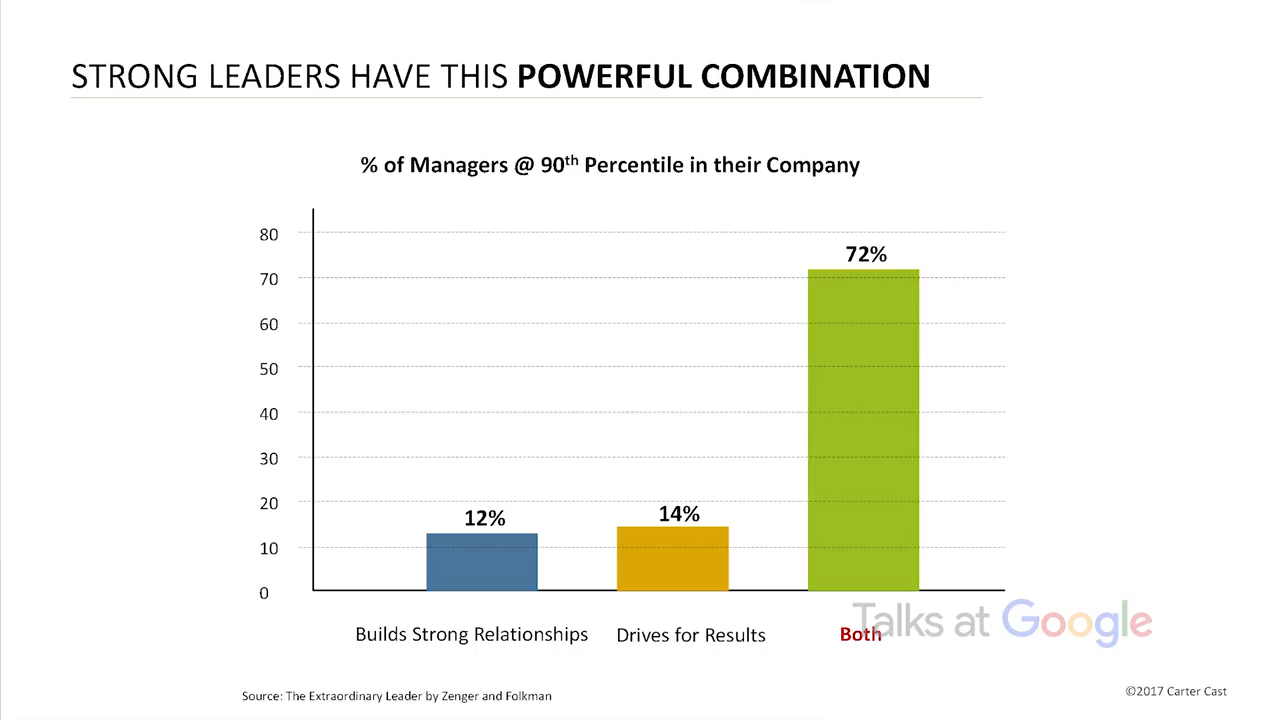 STRONG LEADERS HAVE THIS POWERFUL COMBINATION
% of Managers @ 90th Percentile in their Company
80
70
60
50
40
30
20
10
0
12%
14%
72%
Builds Strong Relationships
Drives for Results
Both
Talks at Google
Source: The Extraordinary Leader by Zenger and Folkman
©2017 Carter Cast